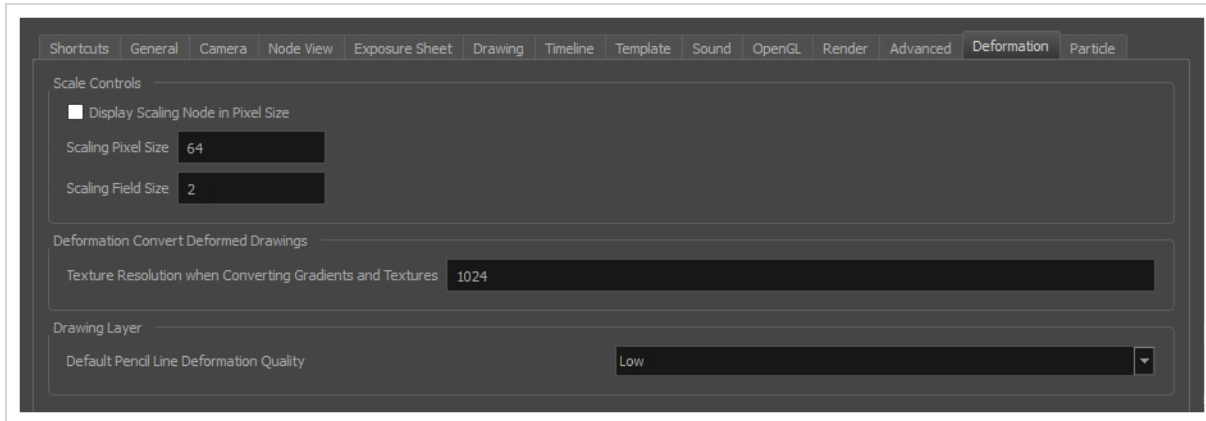 Shortcuts General Camera Node View Exposure Sheet Drawing Timeline Template Sound OpenGL Render Advanced Deformation Particle
Scale Controls
Display Scaling Node in Pixel Size
Scaling Pixel Size 64
Scaling Field Size 2
Deformation Convert Deformed Drawings
Texture Resolution when Converting Gradients and Textures 1024
Drawing Layer
Default Pencil Line Deformation Quality Low